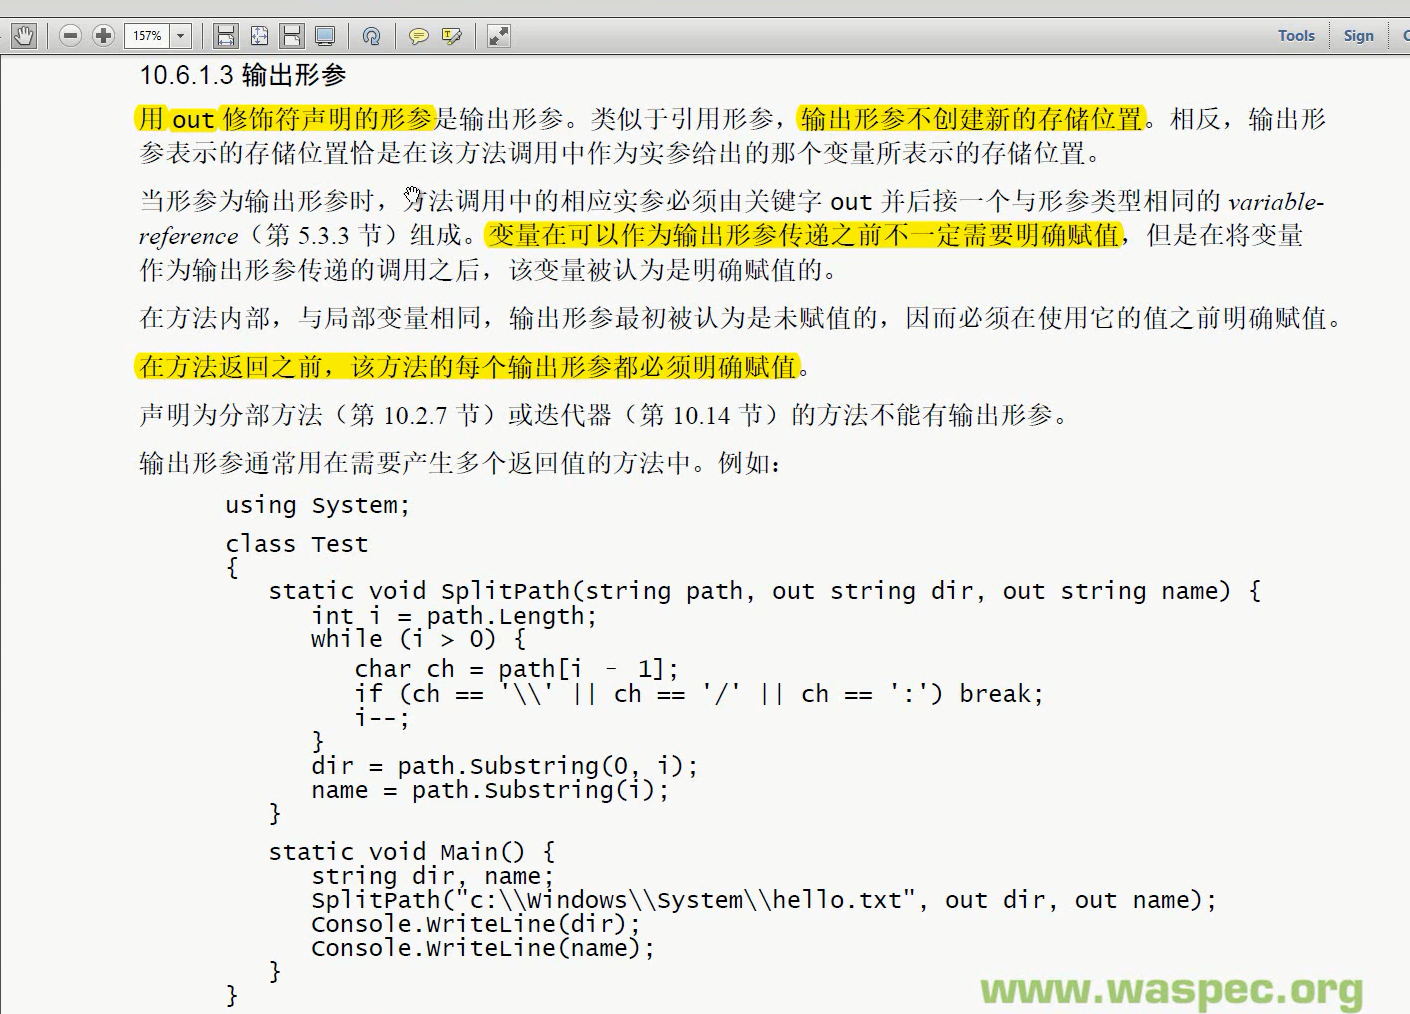 157%
Tools
Sign
10.6.1.3 输出形参
用 out 修饰符声明的形参是输出形参。类似于引用形参，输出形参不创建新的存储位置。相反，输出形
参表示的存储位置恰是在该方法调用中作为实参给出的那个变量所表示的存储位置。
当形参为输出形参时，方法调用中的相应实参必须由关键字 out 并后接一个与形参类型相同的 variable-
reference（第 5.3.3 节）组成。变量在可以作为输出形参传递之前不一定需要明确赋值，但是在将变量
作为输出形参传递的调用之后，该变量被认为是明确赋值的。
在方法内部，与局部变量相同，输出形参最初被认为是未赋值的，因而必须在使用它的值之前明确赋值。
在方法返回之前，该方法的每个输出形参都必须明确赋值。
声明为分部方法（第 10.2.7 节）或迭代器（第 10.14 节）的方法不能有输出形参。
输出形参通常用在需要产生多个返回值的方法中。例如：
using System;
class Test
{
static void SplitPath(string path, out string dir, out string name) {
int i = path.Length;
while (i > 0) {
char ch = path[i - 1];
if (ch == '\\' || ch == '/' || ch == ':') break;
i--;
}
dir = path.Substring(0, i);
name = path.Substring(i);
}
static void Main() {
string dir, name;
SplitPath("c:\\Windows\\System\\hello.txt", out dir, out name);
Console.WriteLine(dir);
Console.WriteLine(name);
}
}
www.waspec.org